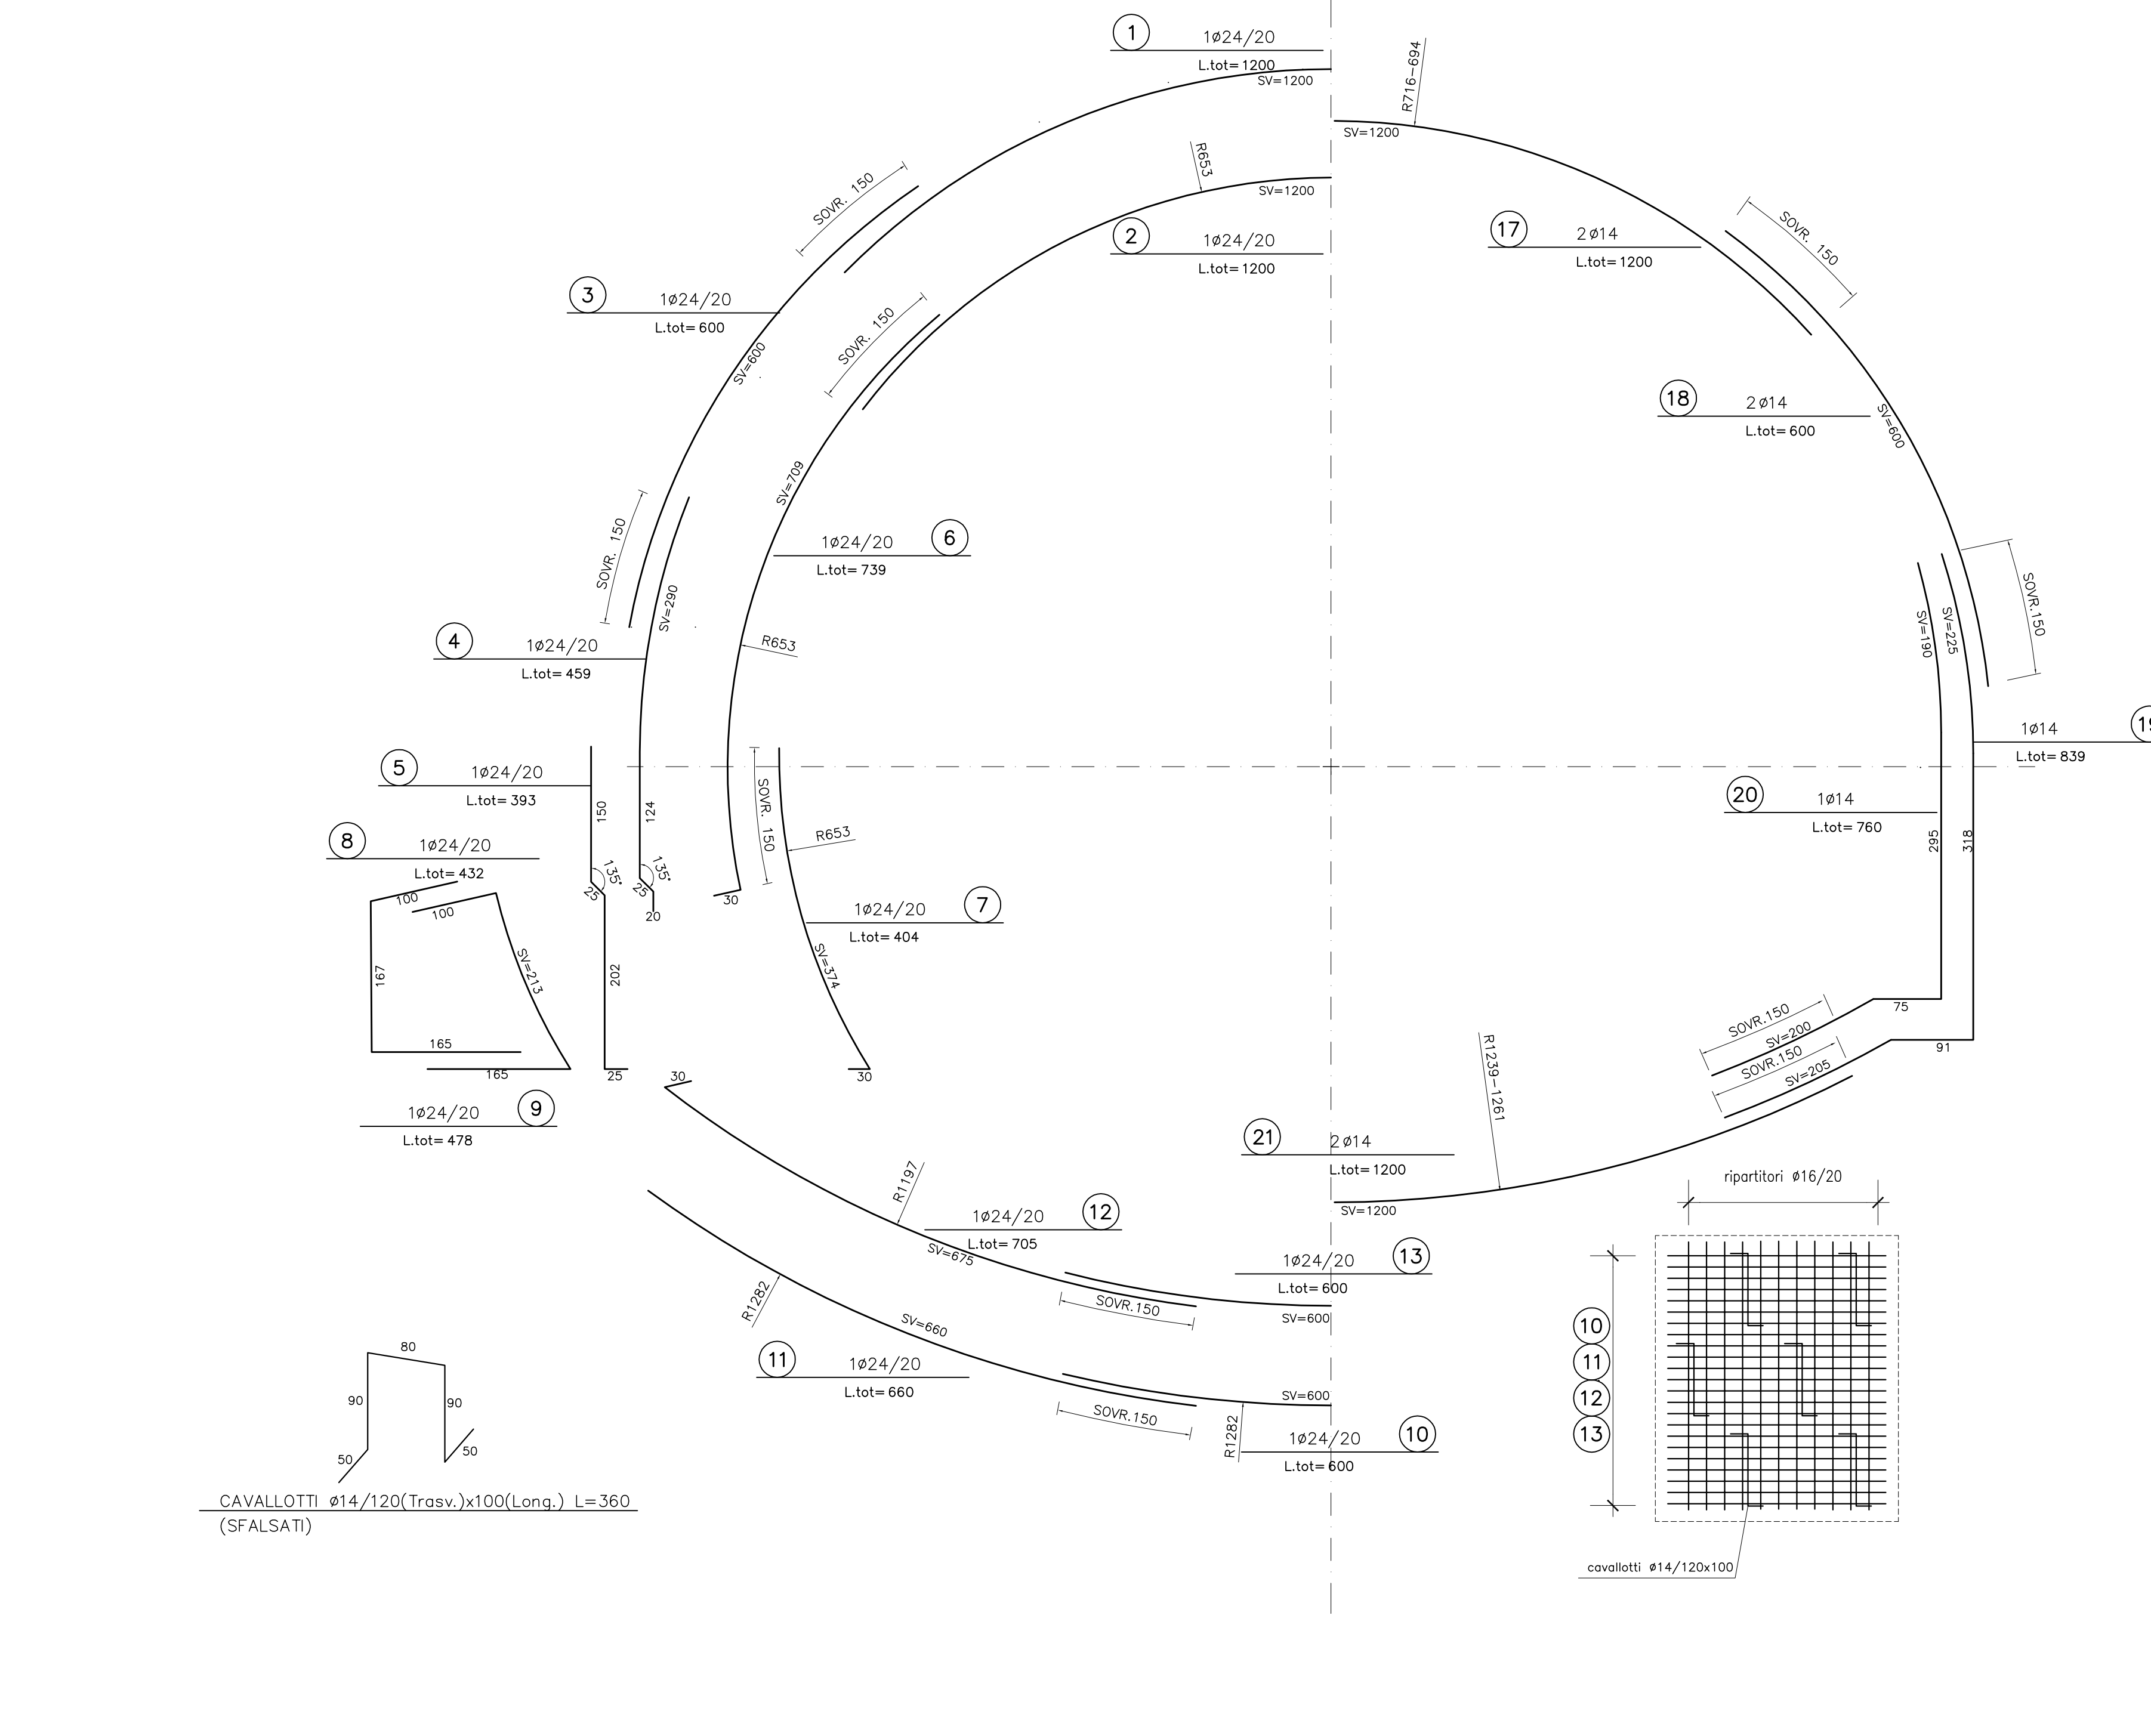 1
1ø24/20
L.tot= 1200
SV=1200
R716-694
SV=1200
R653
SV=1200
SOVR. 150
2
1ø24/20
L.tot= 1200
17
2ø14
L.tot= 1200
SOVR. 150
3
1ø24/20
L.tot= 600
SV=600
SOVR. 150
18
2ø14
L.tot= 600
SV=600
SV=709
SOVR. 150
6
1ø24/20
L.tot= 739
SV=290
4
1ø24/20
L.tot= 459
R653
SV=190
SV=225
SOVR.150
1ø14
L.tot= 839
5
1ø24/20
L.tot= 393
150
124
SOVR. 150
R653
20
1ø14
L.tot= 760
295
318
8
1ø24/20
L.tot= 432
135°
135°
25
25
20
30
100
100
7
1ø24/20
L.tot= 404
SV=374
167
SV=213
202
165
165
25
30
30
75
91
SOVR.150
SV=200
SOVR.150
SV=205
R1239-1261
9
1ø24/20
L.tot= 478
21
2ø14
L.tot= 1200
SV=1200
R1197
12
1ø24/20
L.tot= 705
SV=675
13
1ø24/20
L.tot= 600
SOVR.150
SV=600
R1282
SV=660
11
1ø24/20
L.tot= 660
SV=600
SOVR.150
R1282
10
1ø24/20
L.tot= 600
ripartitori ø16/20
10
11
12
13
cavallotti ø14/120x100
80
90
90
50
50
CAVALLOTTI ø14/120(Trasv.)x100(Long.) L=360
(SFALSATI)